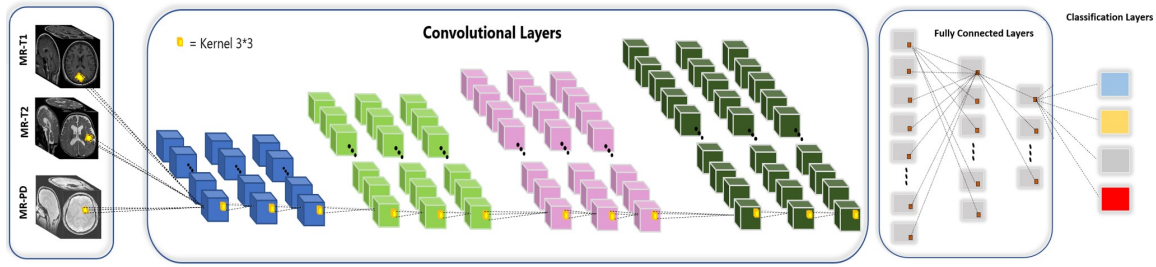 MR-T1
MR-T2
MR-PD
= Kernel 3*3
Convolutional Layers
Fully Connected Layers
Classification Layers